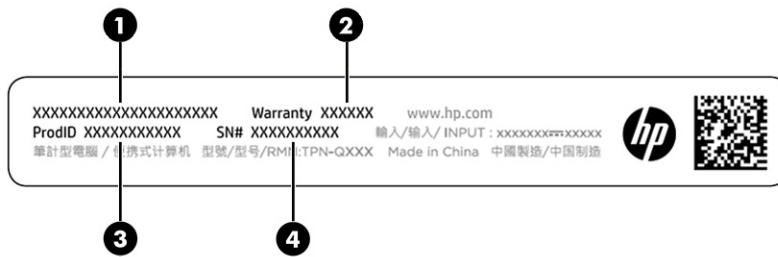 1
2
XXXXXXXXXXXXXXXXXXXXX Warranty XXXXXX www.hp.com
ProdID XXXXXXXXXXX SN# XXXXXXXXXX 輸入/输入/ INPUT : xxxxxxx⎓xxxxx
筆計型電腦 / 便携式计算机 型號/型号/RMN:TPN-QXXX Made in China 中國製造/中国制造
hp
3
4